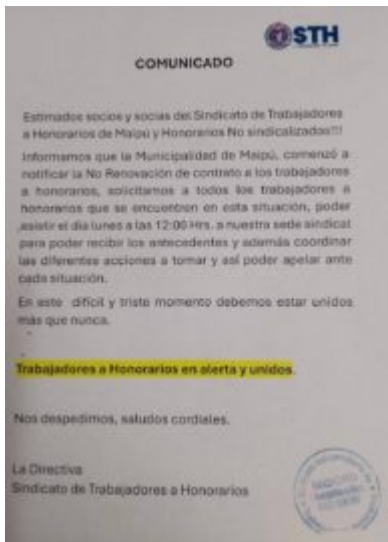 STH
COMUNICADO
Estimados socios y socias del Sindicato de Trabajadores
a Honorarios de Maipú y Honorarios No sindicalizados!!!
Informamos que la Municipalidad de Maipú, comenzó a
notificar la No Renovación de contrato a los trabajadores
a honorarios, solicitamos a todos los trabajadores a
honorarios que se encuentren en esta situación, poder
asistir el día lunes a las 12:00 Hrs. a nuestra sede sindical
para poder recibir los antecedentes y además coordinar
las diferentes acciones a tomar y así poder apelar ante
cada situación.
En este difícil y triste momento debemos estar unidos
más que nunca.
Trabajadores a Honorarios en alerta y unidos.
Nos despedimos, saludos cordiales.
La Directiva
Sindicato de Trabajadores a Honorarios